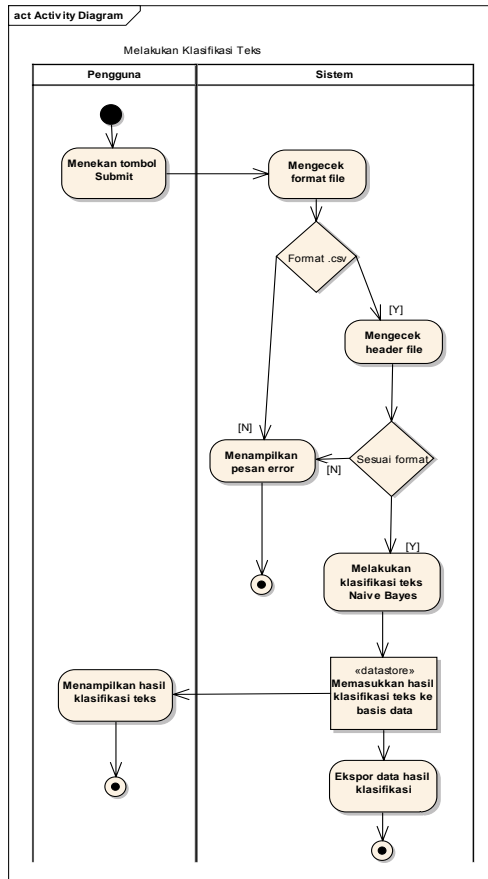 act Activity Diagram
Melakukan Klasifikasi Teks
Pengguna
Sistem
Menekan tombol
Submit
Mengecek
format file
Format .csv
[Y]
Mengecek
header file
[N]
Menampilkan
pesan error
Sesuai format
[N]
[Y]
Melakukan
klasifikasi teks
Naive Bayes
«datastore»
Memasukkan hasil
klasifikasi teks ke
basis data
Menampilkan hasil
klasifikasi teks
Ekspor data hasil
klasifikasi